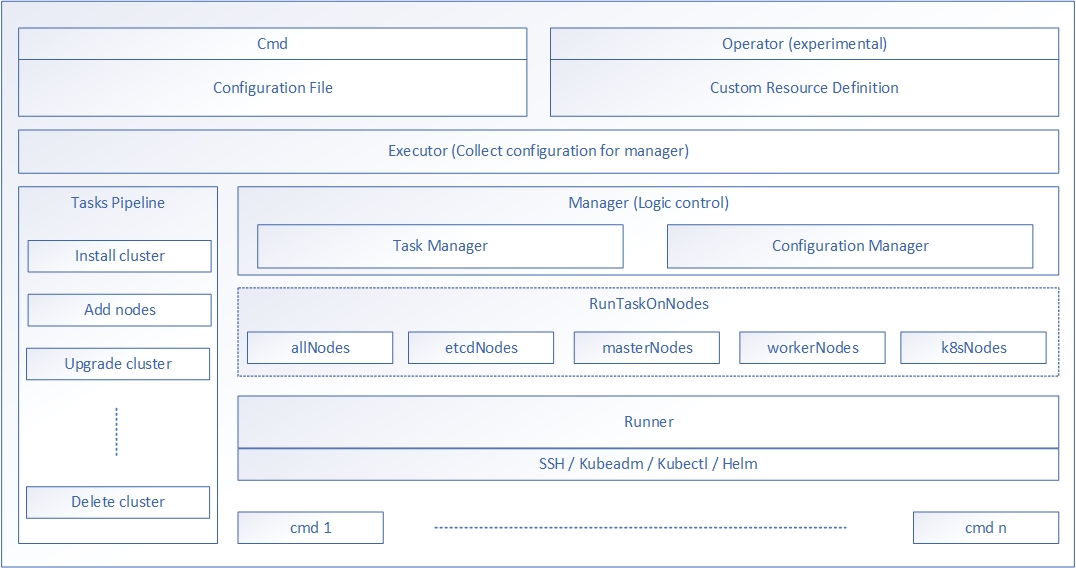 Cmd
Configuration File
Operator (experimental)
Custom Resource Definition
Executor (Collect configuration for manager)
Tasks Pipeline
Install cluster
Add nodes
Upgrade cluster
Delete cluster
Manager (Logic control)
Task Manager
Configuration Manager
RunTaskOnNodes
allNodes
etcdNodes
masterNodes
workerNodes
k8sNodes
Runner
SSH / Kubeadm / Kubectl / Helm
cmd 1
cmd n